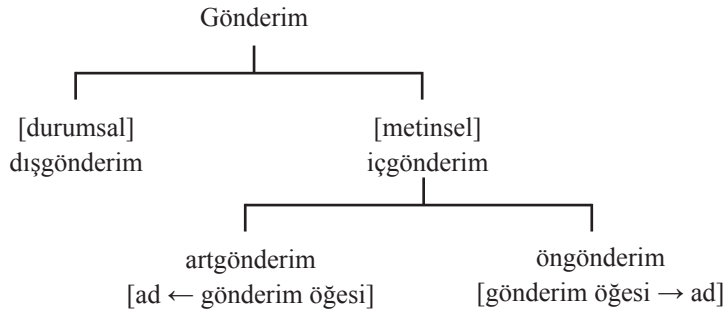 Gönderim
[durumsal]
dışgönderim
[metinsel]
içgönderim
artgönderim
[ad ← gönderim öğesi]
öngönderim
[gönderim öğesi → ad]